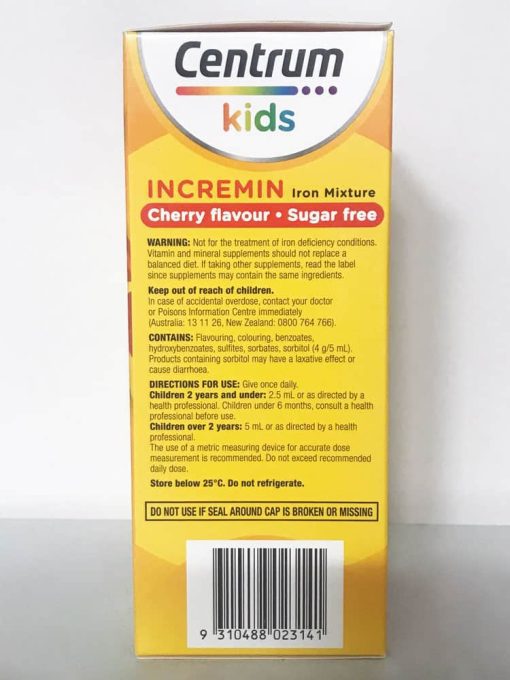 Centrum
kids
INCREMIN Iron Mixture
Cherry flavour • Sugar free
WARNING: Not for the treatment of iron deficiency conditions.
Vitamin and mineral supplements should not replace a
balanced diet. If taking other supplements, read the label
since supplements may contain the same ingredients.
Keep out of reach of children.
In case of accidental overdose, contact your doctor
or Poisons Information Centre immediately
(Australia: 13 11 26, New Zealand: 0800 764 766).
CONTAINS: Flavouring, colouring, benzoates,
hydroxybenzoates, sulfites, sorbates, sorbitol (4 g/5 mL).
Products containing sorbitol may have a laxative effect or
cause diarrhoea.
DIRECTIONS FOR USE: Give once daily.
Children 2 years and under: 2.5 mL or as directed by a
health professional. Children under 6 months, consult a health
professional before use.
Children over 2 years: 5 mL or as directed by a health
professional.
The use of a metric measuring device for accurate dose
measurement is recommended. Do not exceed recommended
daily dose.
Store below 25°C. Do not refrigerate.
DO NOT USE IF SEAL AROUND CAP IS BROKEN OR MISSING
9 310488 023141